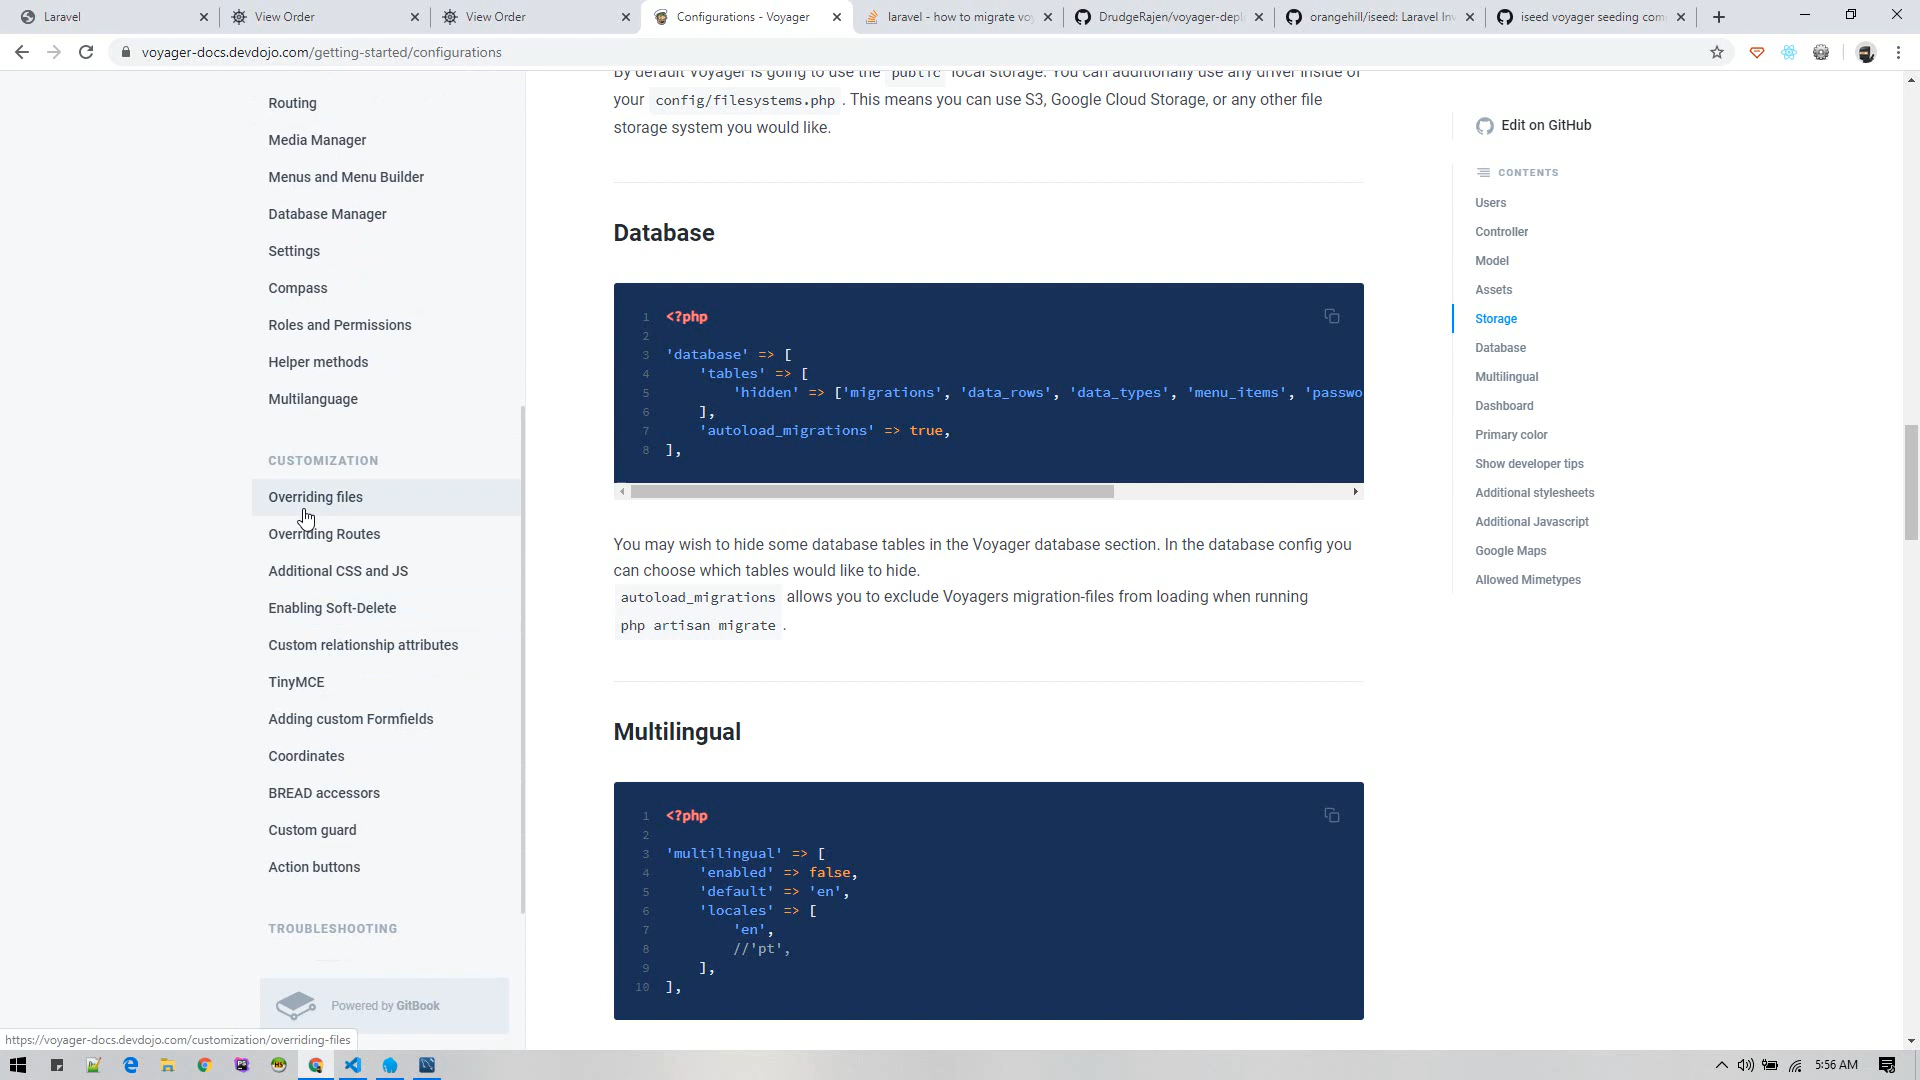 Laravel
View Order
View Order
Configurations - Voyager
laravel - how to migrate voy
DrudgeRajen/voyager-depl
orangehill/iseed: Laravel Inv
iseed voyager seeding com
voyager-docs.devdojo.com/getting-started/configurations
Routing
Media Manager
Menus and Menu Builder
Database Manager
Settings
Compass
Roles and Permissions
Helper methods
Multilanguage
CUSTOMIZATION
Overriding files
Overriding Routes
Additional CSS and JS
Enabling Soft-Delete
Custom relationship attributes
TinyMCE
Adding custom Formfields
Coordinates
BREAD accessors
Custom guard
Action buttons
TROUBLESHOOTING
Powered by GitBook
By default Voyager is going to use the public local storage. You can additionally use any driver inside of
your config/filesystems.php . This means you can use S3, Google Cloud Storage, or any other file
storage system you would like.
Database
1 <?php
2
3 'database' => [
4 'tables' => [
5 'hidden' => ['migrations', 'data_rows', 'data_types', 'menu_items', 'passwo
6 ],
7 'autoload_migrations' => true,
8 ],
You may wish to hide some database tables in the Voyager database section. In the database config you
can choose which tables would like to hide.
autoload_migrations allows you to exclude Voyagers migration-files from loading when running
php artisan migrate .
Multilingual
1 <?php
2
3 'multilingual' => [
4 'enabled' => false,
5 'default' => 'en',
6 'locales' => [
7 'en',
8 //'pt',
9 ],
10 ],
Edit on GitHub
CONTENTS
Users
Controller
Model
Assets
Storage
Database
Multilingual
Dashboard
Primary color
Show developer tips
Additional stylesheets
Additional Javascript
Google Maps
Allowed Mimetypes
https://voyager-docs.devdojo.com/customization/overriding-files
5:56 AM